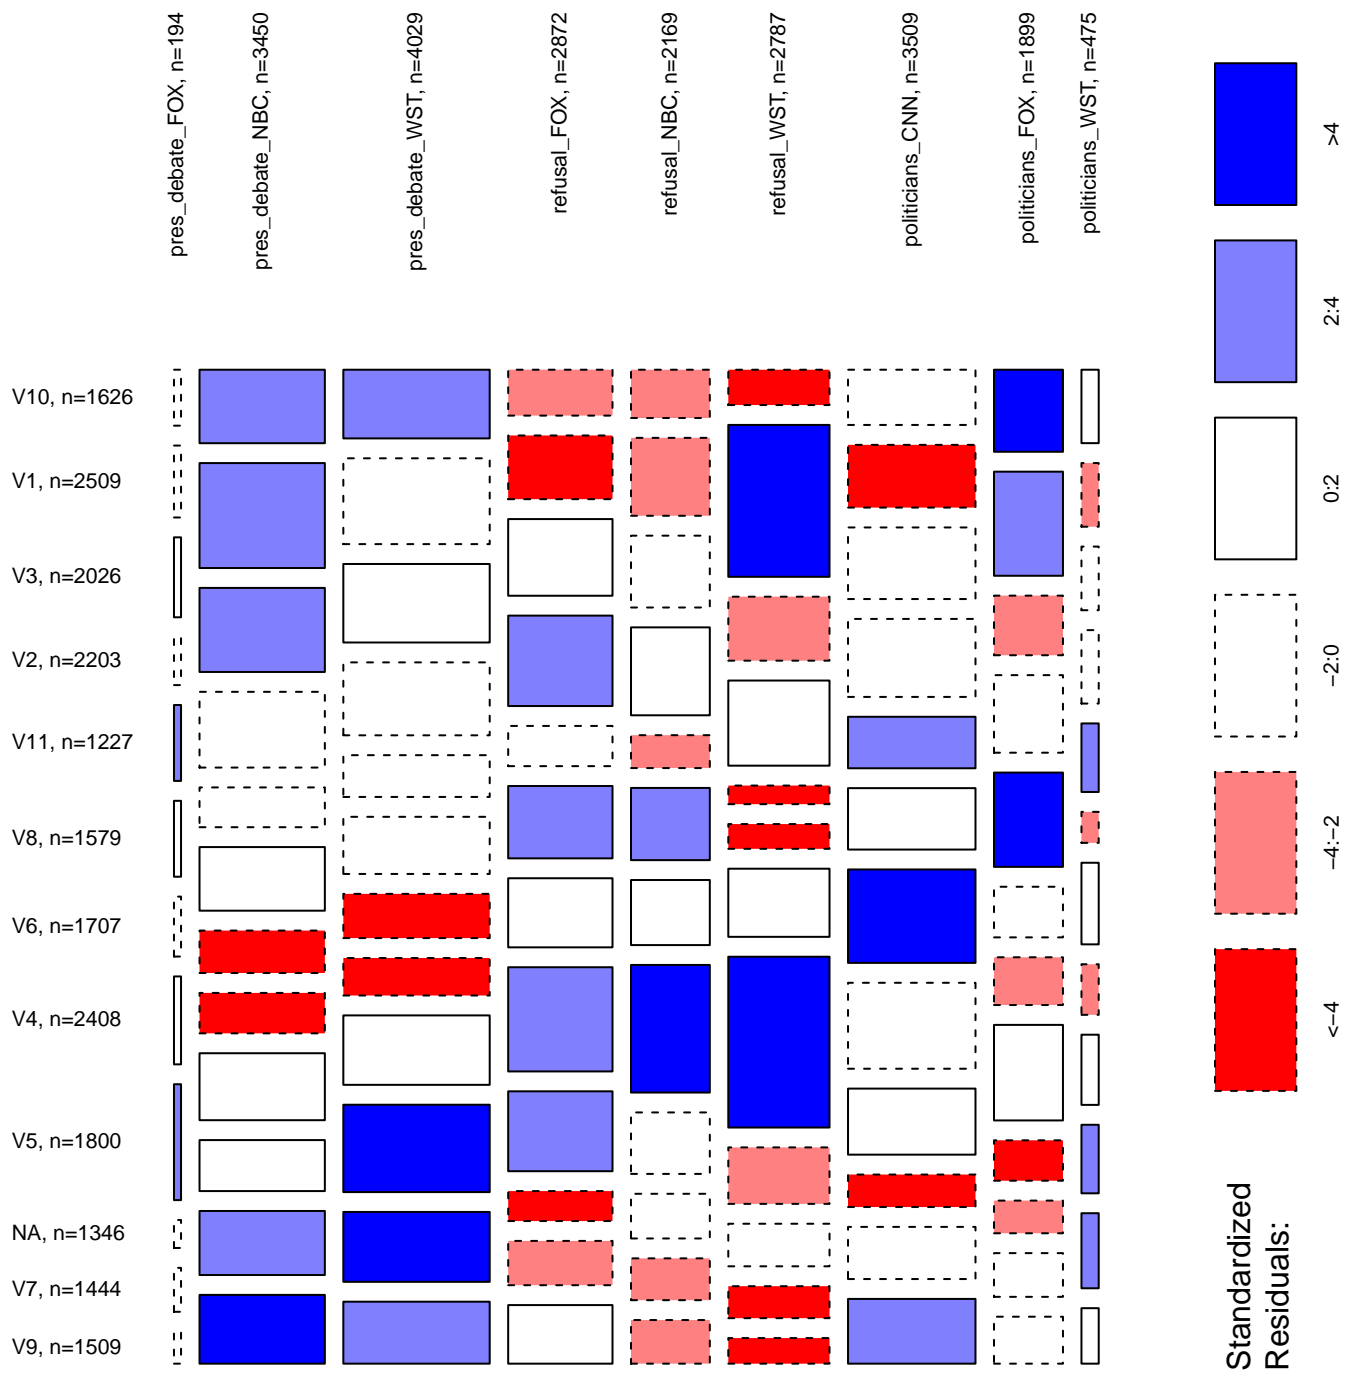 pres_debate_FOX, n=194
pres_debate_NBC, n=3450
pres_debate_WST, n=4029
refusal_FOX, n=2872
refusal_NBC, n=2169
refusal_WST, n=2787
politicians_CNN, n=3509
politicians_FOX, n=1899
politicians_WST, n=475
V10, n=1626
V1, n=2509
V3, n=2026
V2, n=2203
V11, n=1227
V8, n=1579
V6, n=1707
V4, n=2408
V5, n=1800
NA, n=1346
V7, n=1444
V9, n=1509
Standardized
Residuals:
<−4
−4:−2
−2:0
0:2
2:4
>4